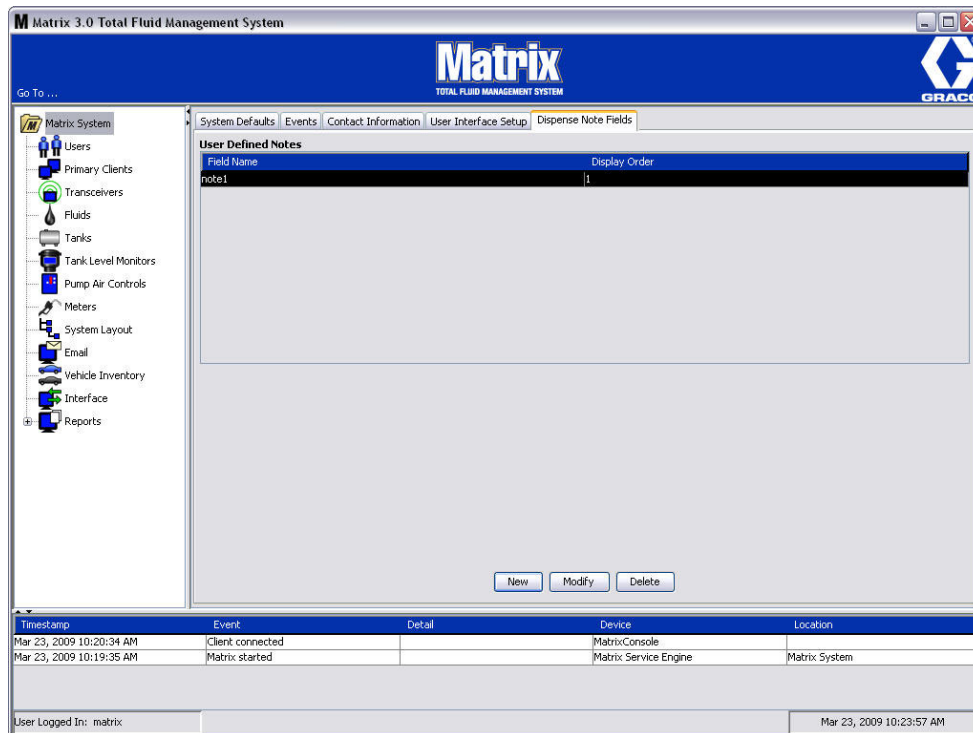 M Matrix 3.0 Total Fluid Management System
Matrix
TOTAL FLUID MANAGEMENT SYSTEM
GRACO
Go To ...
Matrix System
Users
Primary Clients
Transceivers
Fluids
Tanks
Tank Level Monitors
Pump Air Controls
Meters
System Layout
Email
Vehicle Inventory
Interface
Reports
System Defaults Events Contact Information User Interface Setup Dispense Note Fields
User Defined Notes
Field Name Display Order
note1 1
New Modify Delete
Timestamp Event Detail Device Location
Mar 23, 2009 10:20:34 AM Client connected MatrixConsole
Mar 23, 2009 10:19:35 AM Matrix started Matrix Service Engine Matrix System
User Logged In: matrix Mar 23, 2009 10:23:57 AM